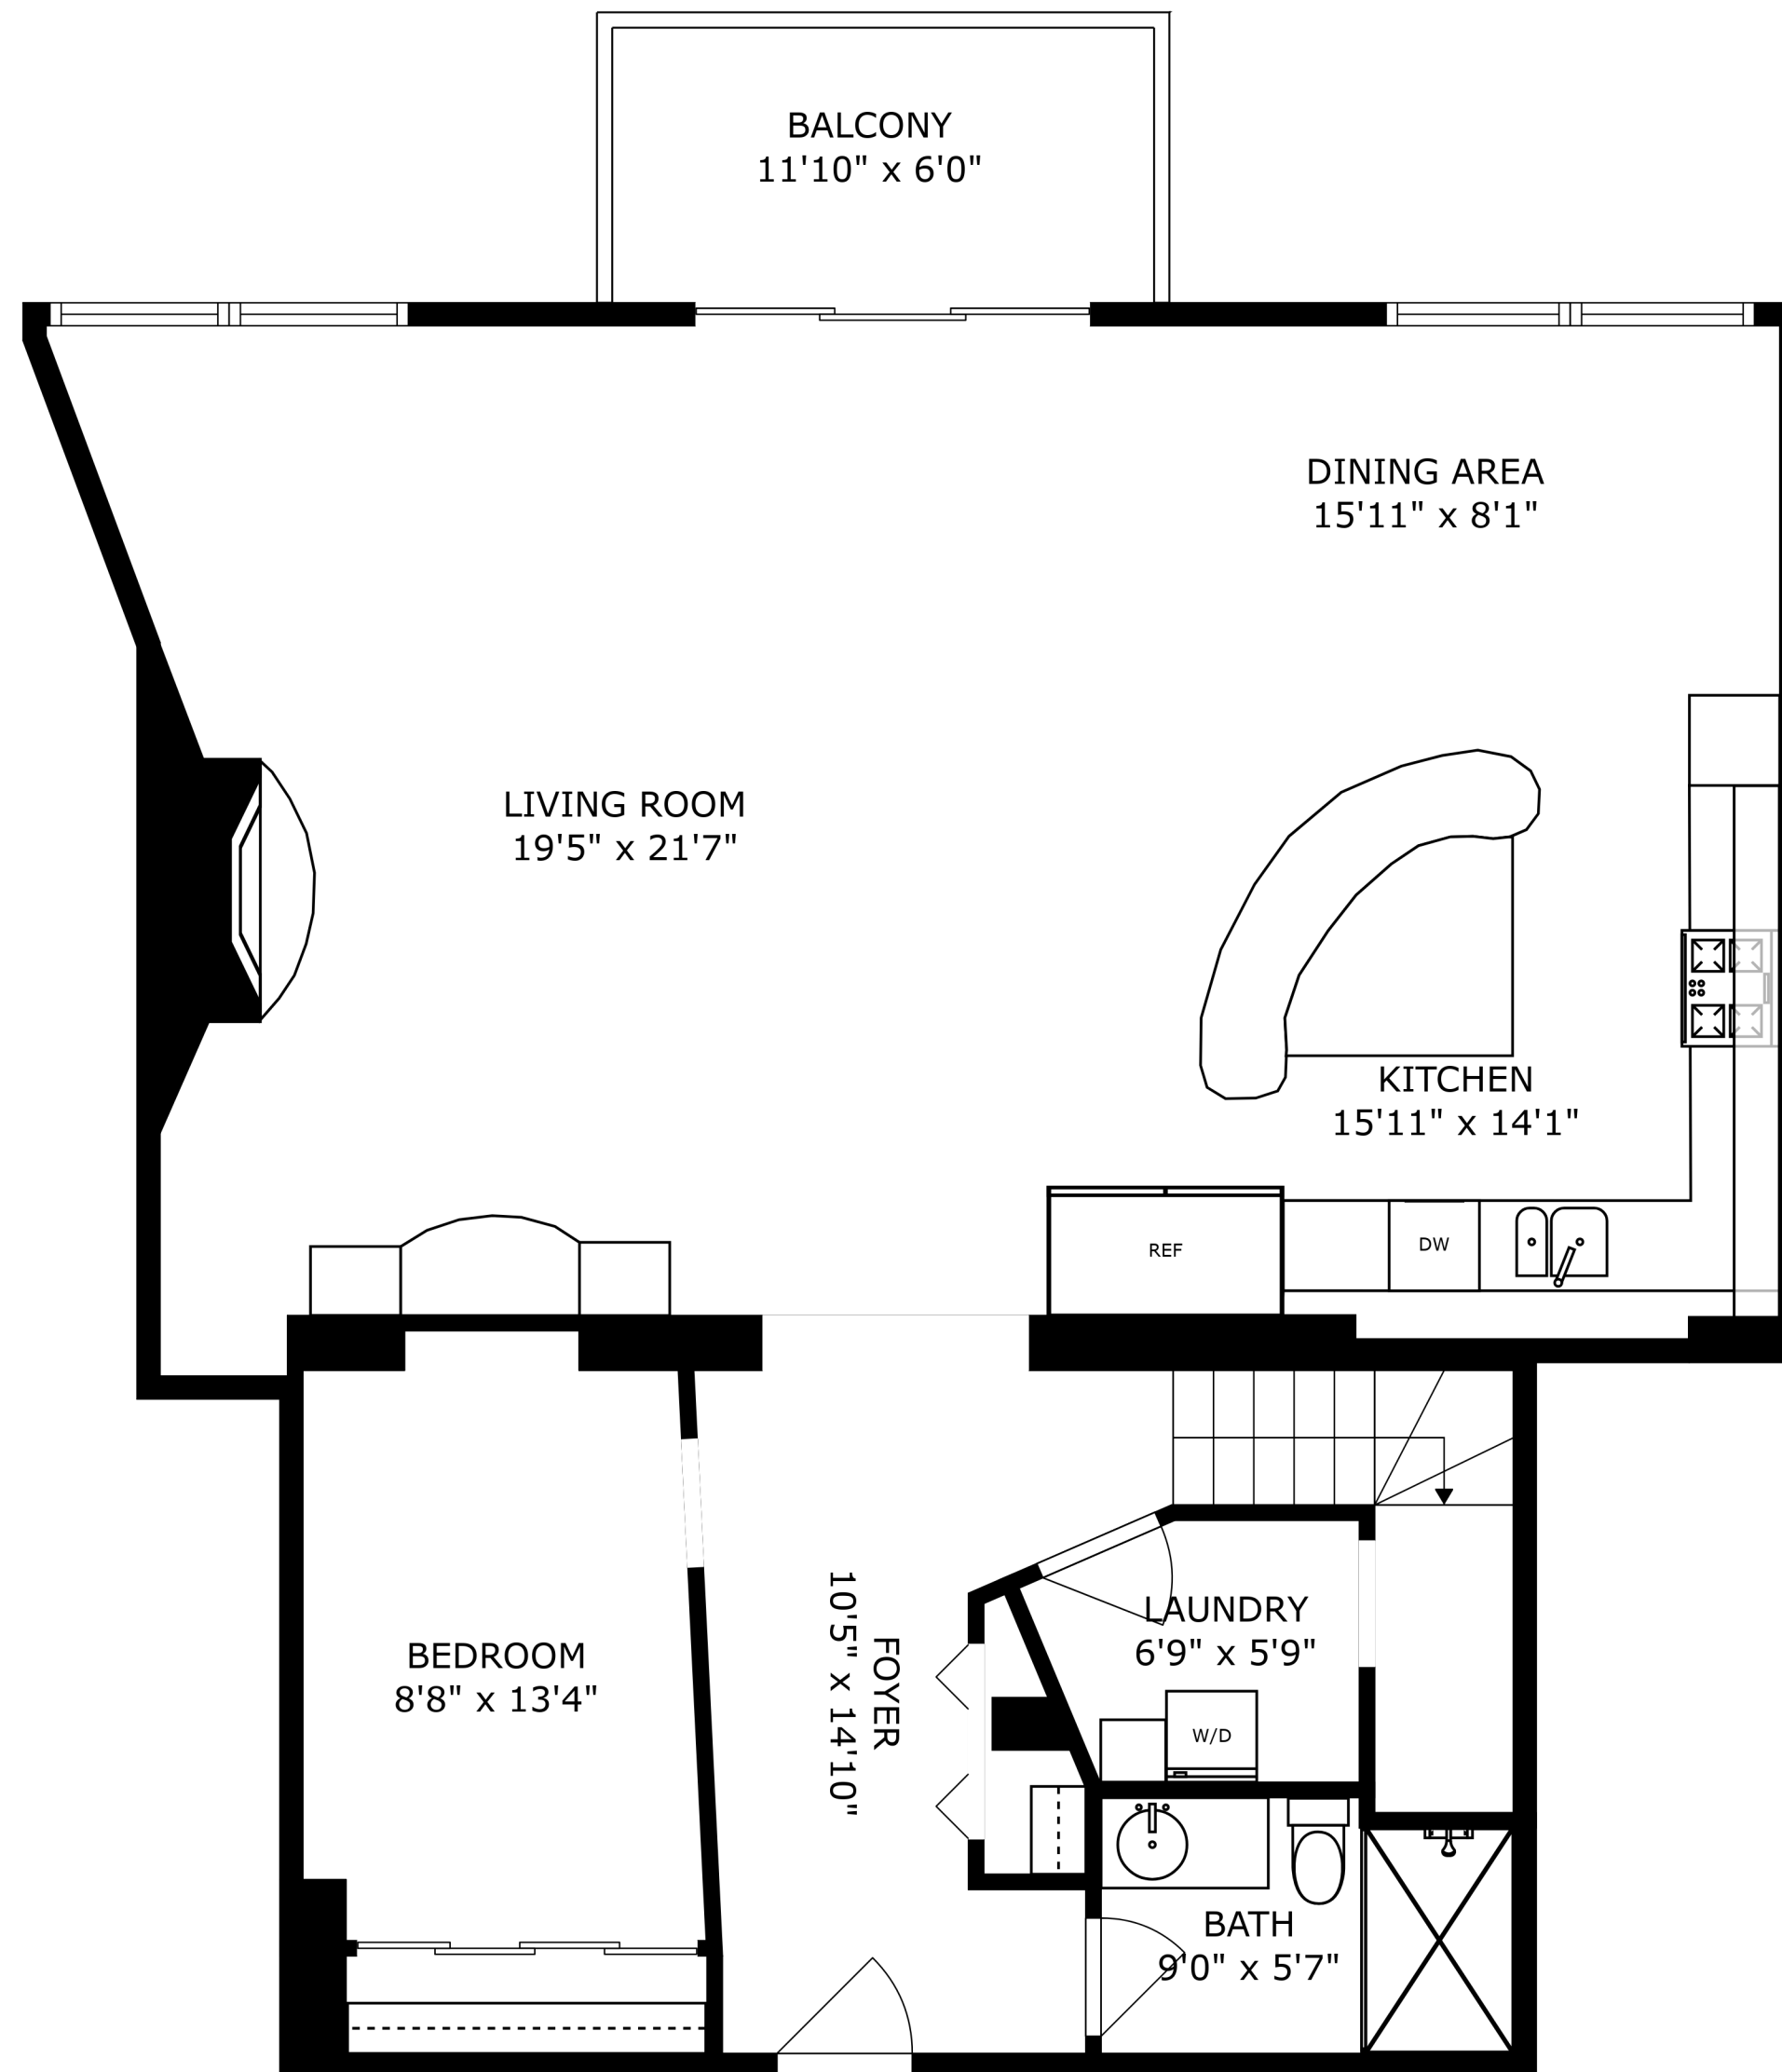 BALCONY
11'10" x 6'0"
DINING AREA
15'11" x 8'1"
LIVING ROOM
19'5" x 21'7"
KITCHEN
15'11" x 14'1"
REF
DW
LAUNDRY
6'9" x 5'9"
FOYER
10'5" x 14'10"
BEDROOM
8'8" x 13'4"
W/D
BATH
9'0" x 5'7"